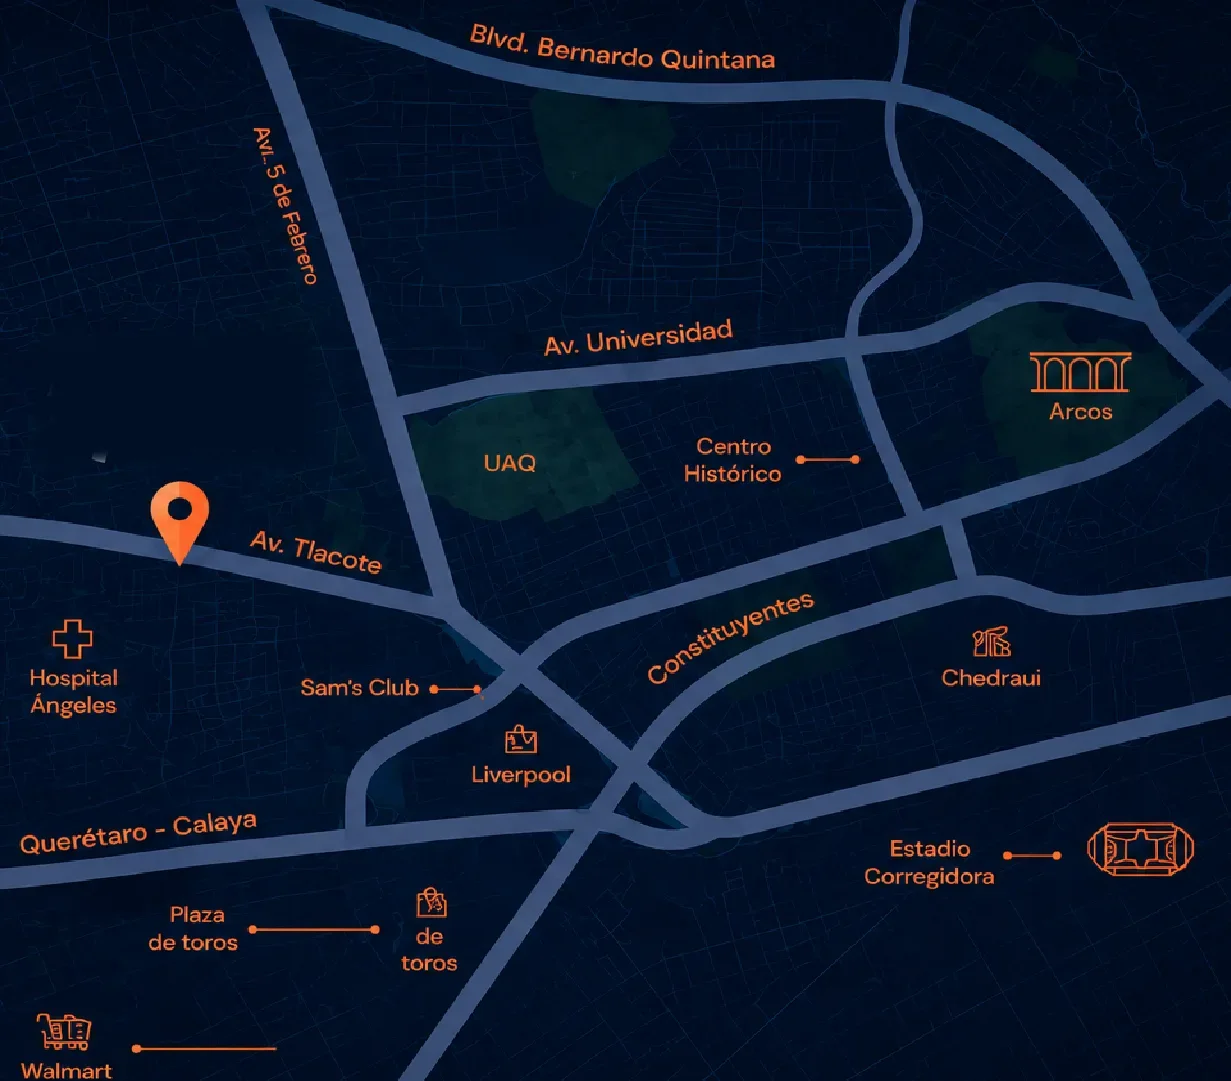 Blvd. Bernardo Quintana
Avi. 5 de Febrero
Av. Universidad
Arcos
Centro
Histórico
UAQ
Av. Tlacote
Constituyentes
Hospital
Ángeles
Sam's Club
Chedraui
Liverpool
Querétaro - Calaya
Estadio
Corregidora
Plaza
de toros
de
toros
Walmart